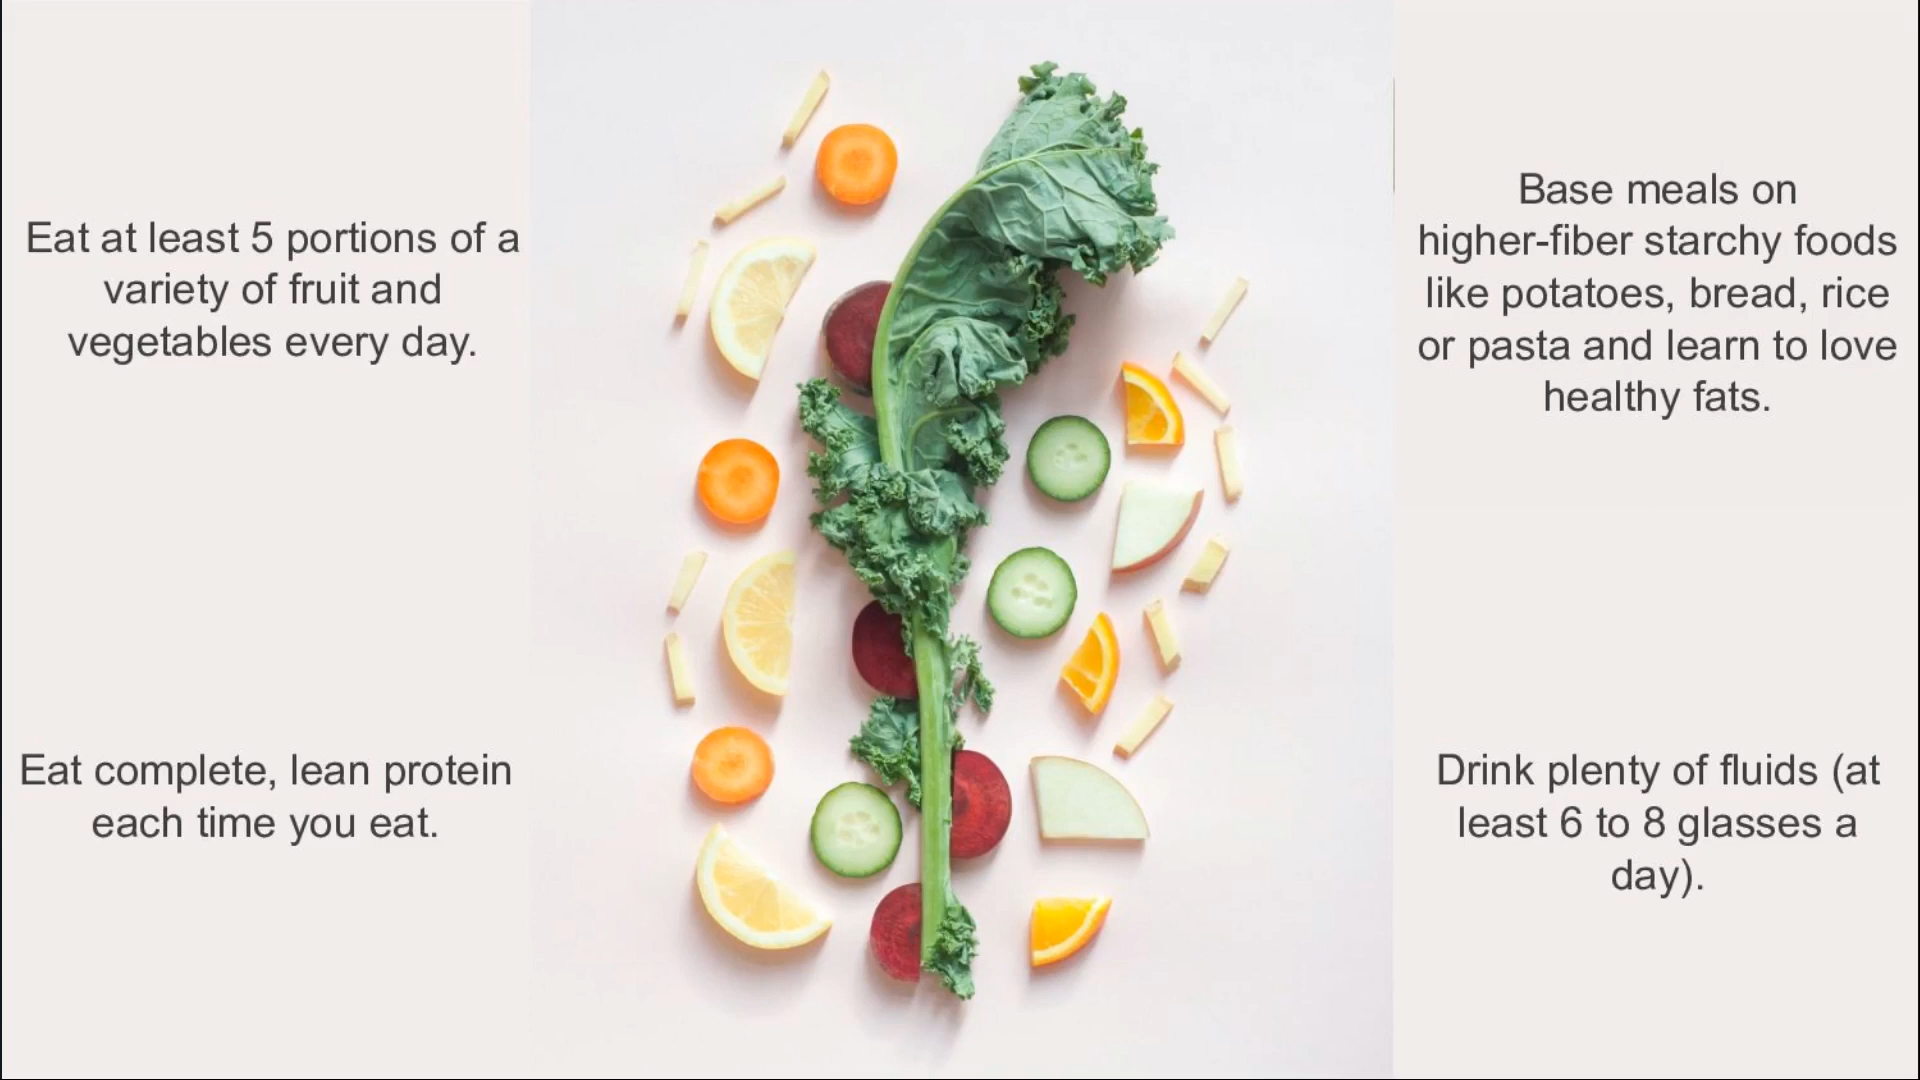 Eat at least 5 portions of a
variety of fruit and
vegetables every day.
Base meals on
higher-fiber starchy foods
like potatoes, bread, rice
or pasta and learn to love
healthy fats.
Eat complete, lean protein
each time you eat.
Drink plenty of fluids (at
least 6 to 8 glasses a
day).